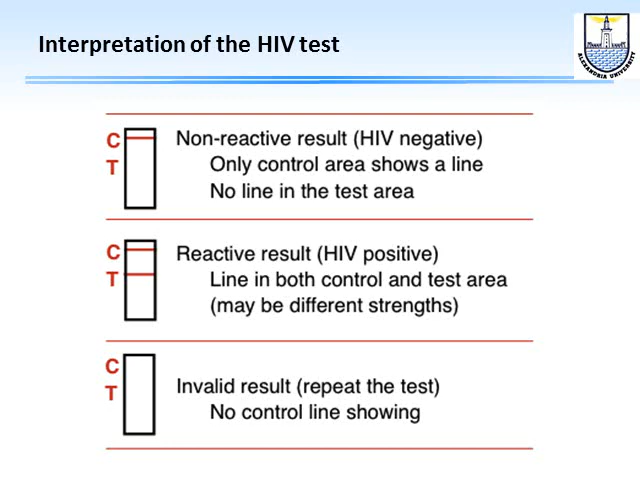 Interpretation of the HIV test
ALEXANDRIA UNIVERSITY
C
T
Non-reactive result (HIV negative)
Only control area shows a line
No line in the test area
C
T
Reactive result (HIV positive)
Line in both control and test area
(may be different strengths)
C
T
Invalid result (repeat the test)
No control line showing